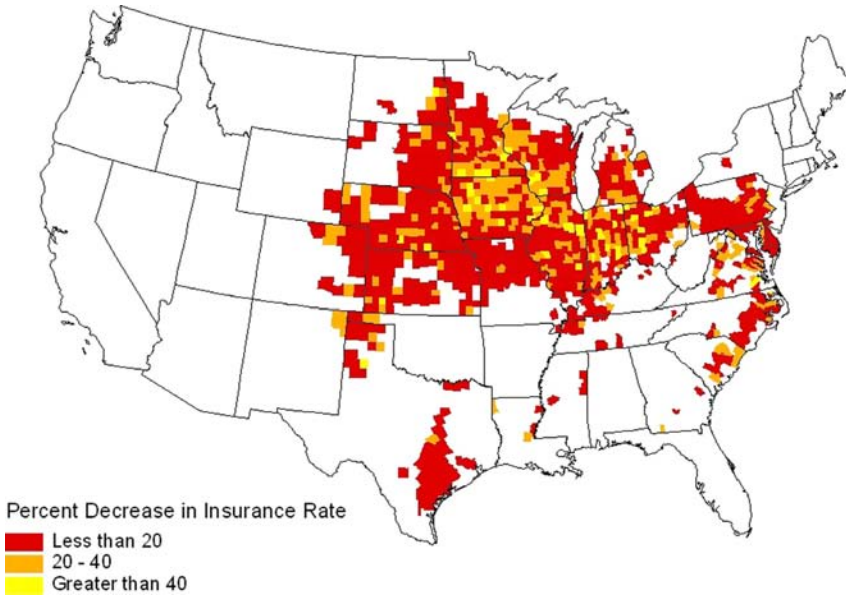 Percent Decrease in Insurance Rate
Less than 20
20 - 40
Greater than 40